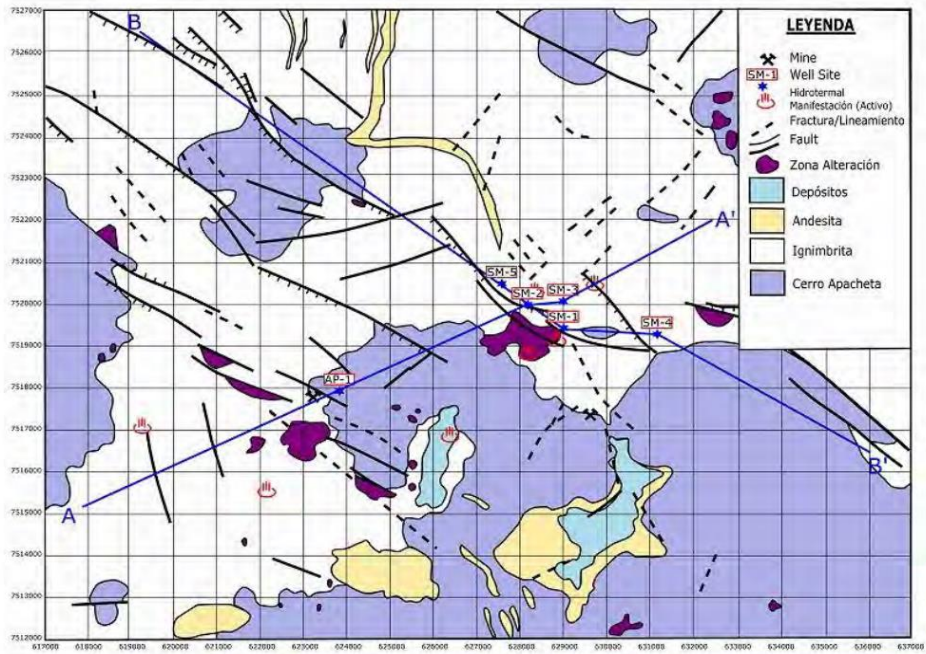 7527000
B
7526000
7525000
7524000
7523000
7522000
7521000
7520000
7519000
7518000
7517000
7516000
7515000
7514000
7513000
7512000
LEYENDA
Mine
SM-1 Well Site
Hidrotermal
Manifestación (Activo)
Fractura/Lineamiento
Fault
Zona Alteración
Depósitos
Andesita
Ignimbrita
Cerro Apacheta
A'
SM-5
SM-2
SM-3
SM-1
SM-4
AP-1
B'
A
617000 618000 619000 620000 621000 622000 623000 624000 625000 626000 627000 628000 629000 630000 631000 632000 633000 634000 635000 636000 637000